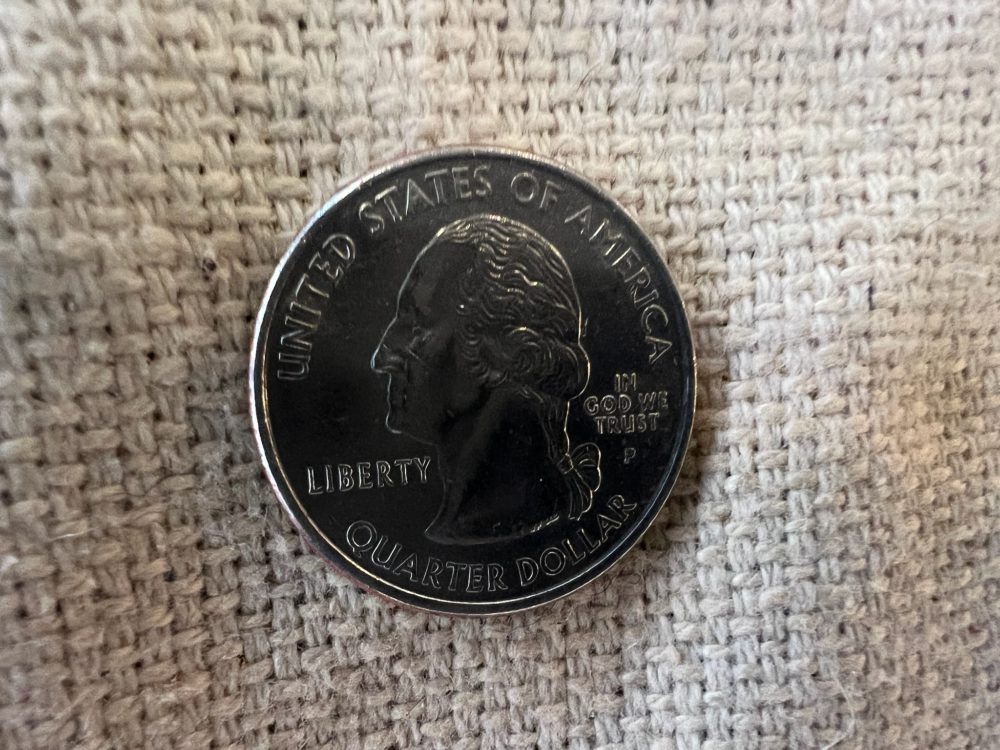 UNITED STATES OF AMERICA
LIBERTY
IN
GOD WE
TRUST
P
QUARTER DOLLAR